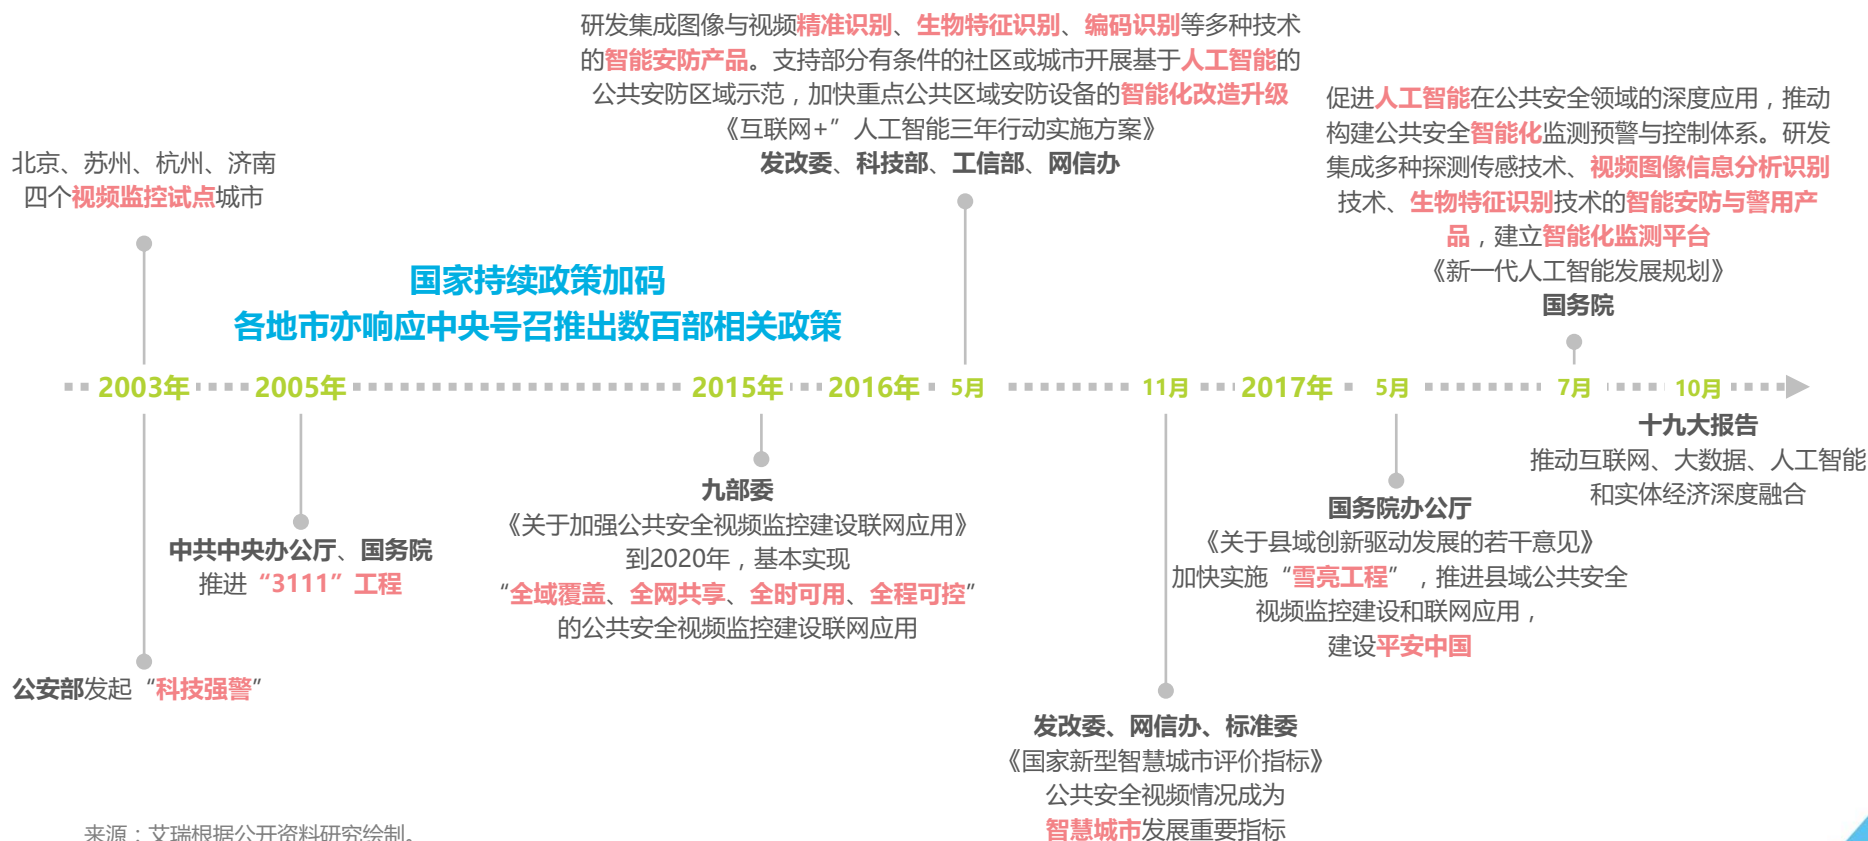 研发集成图像与视频精准识别、生物特征识别、编码识别等多种技术
的智能安防产品。支持部分有条件的社区或城市开展基于人工智能的
公共安防区域示范，加快重点公共区域安防设备的智能化改造升级
《互联网+”人工智能三年行动实施方案》
发改委、科技部、工信部、网信办
促进人工智能在公共安全领域的深度应用，推动
构建公共安全智能化监测预警与控制体系。研发
集成多种探测传感技术、视频图像信息分析识别
技术、生物特征识别技术的智能安防与警用产
品，建立智能化监测平台
《新一代人工智能发展规划》
国务院
北京、苏州、杭州、济南
四个视频监控试点城市
国家持续政策加码
各地市亦响应中央号召推出数百部相关政策
2003年 2005年 2015年 2016年 5月 11月 2017年 5月 7月 10月
十九大报告
推动互联网、大数据、人工智能
和实体经济深度融合
九部委
《关于加强公共安全视频监控建设联网应用》
到2020年，基本实现
“全域覆盖、全网共享、全时可用、全程可控”
的公共安全视频监控建设联网应用
国务院办公厅
《关于县域创新驱动发展的若干意见》
加快实施“雪亮工程”，推进县域公共安全
视频监控建设和联网应用，
建设平安中国
中共中央办公厅、国务院
推进“3111”工程
公安部发起“科技强警”
发改委、网信办、标准委
《国家新型智慧城市评价指标》
公共安全视频情况成为
智慧城市发展重要指标
来源：艾瑞根据公开资料研究绘制。